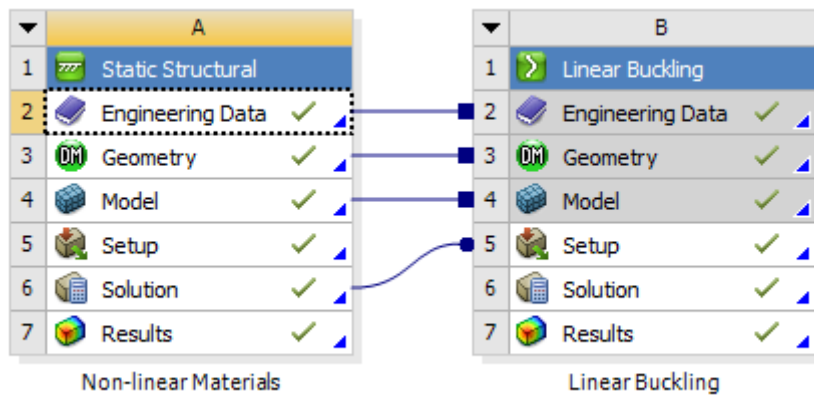 A
1 Static Structural
2 Engineering Data
3 DM Geometry
4 Model
5 Setup
6 Solution
7 Results
Non-linear Materials
B
1 Linear Buckling
2 Engineering Data
3 DM Geometry
4 Model
5 Setup
6 Solution
7 Results
Linear Buckling